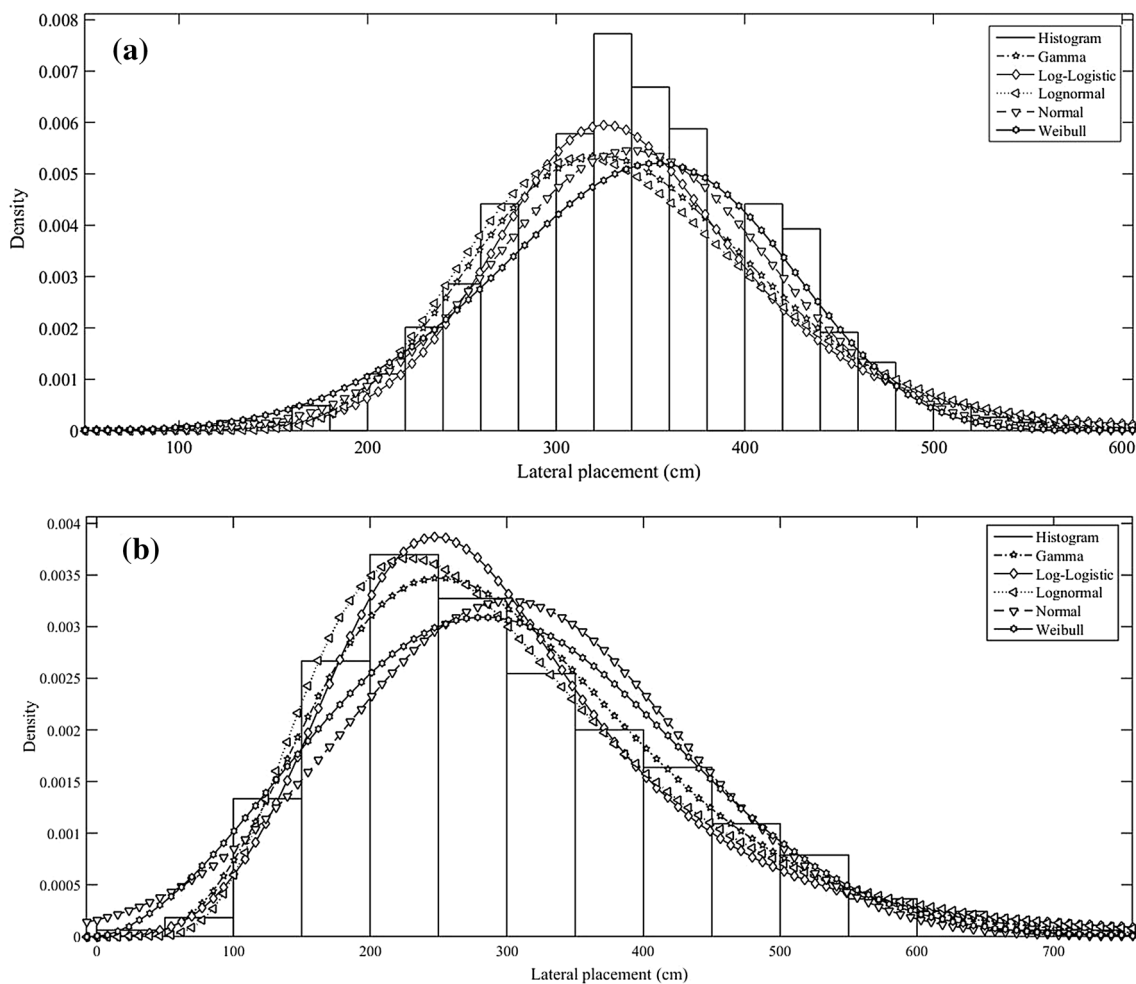 (a)
0.008
0.007
0.006
0.005
0.004
0.003
0.002
0.001
0
Density
100
200
300
400
500
600
Lateral placement (cm)
Histogram
Gamma
Log-Logistic
Lognormal
Normal
Weibull
(b)
0.004
0.0035
0.003
0.0025
0.002
0.0015
0.001
0.0005
0
Density
0
100
200
300
400
500
600
700
Lateral placement (cm)
Histogram
Gamma
Log-Logistic
Lognormal
Normal
Weibull